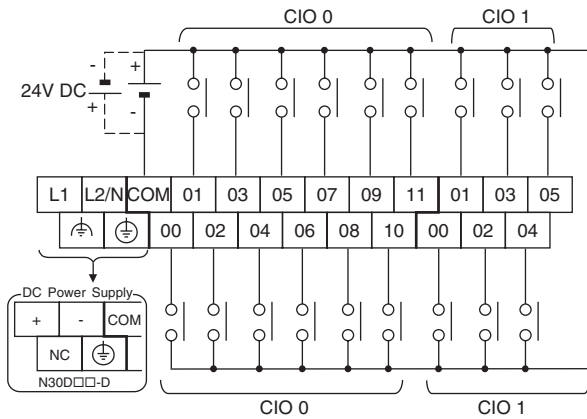 CIO 0 CIO 1
- +
24V DC
+ -
L1 L2/N COM 01 03 05 07 09 11 01 03 05
00 02 04 06 08 10 00 02 04
DC Power Supply
+ - COM
NC
N30D□□-D
CIO 0 CIO 1